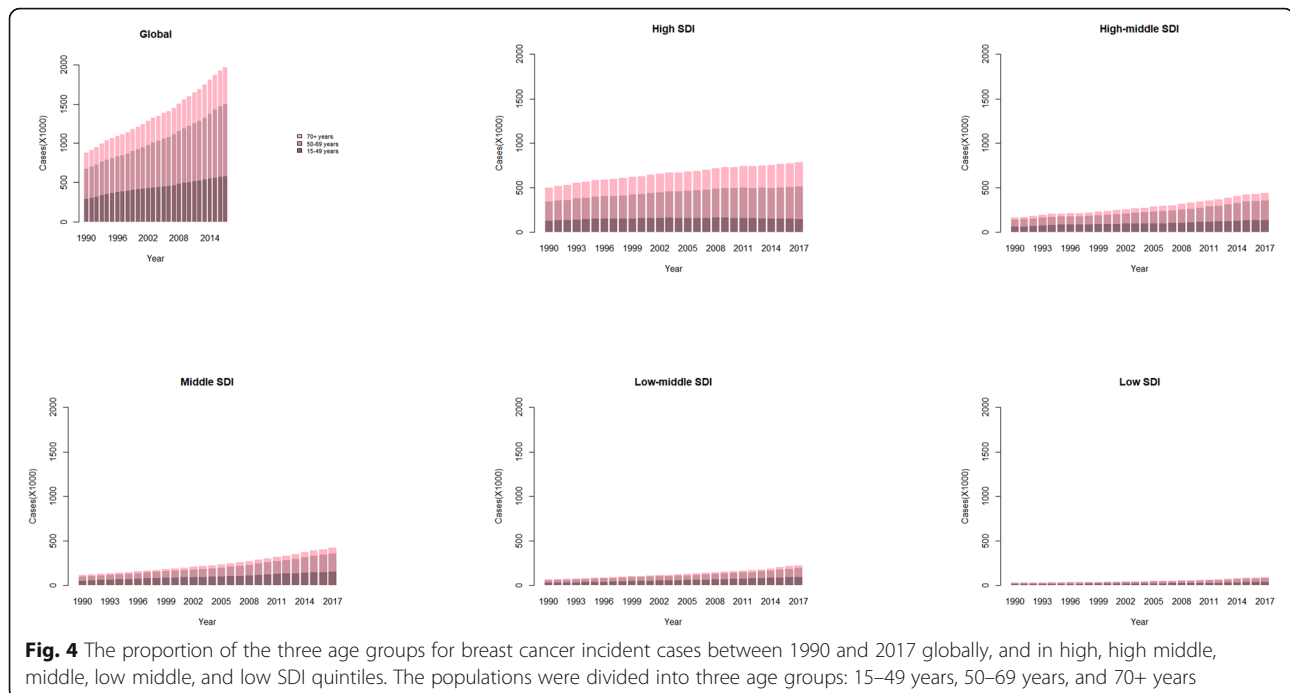 Global
Cases(X1000)
2000
1500
1000
500
0
1990 1996 2002 2008 2014
Year
70+ years
50-69 years
15-49 years
High SDI
Cases(X1000)
2000
1500
1000
500
0
1990 1993 1996 1999 2002 2005 2008 2011 2014 2017
Year
High-middle SDI
Cases(X1000)
2000
1500
1000
500
0
1990 1993 1996 1999 2002 2005 2008 2011 2014 2017
Year
Middle SDI
Cases(X1000)
2000
1500
1000
500
0
1990 1993 1996 1999 2002 2005 2008 2011 2014 2017
Year
Low-middle SDI
Cases(X1000)
2000
1500
1000
500
0
1990 1993 1996 1999 2002 2005 2008 2011 2014 2017
Year
Low SDI
Cases(X1000)
2000
1500
1000
500
0
1990 1993 1996 1999 2002 2005 2008 2011 2014 2017
Year
Fig. 4 The proportion of the three age groups for breast cancer incident cases between 1990 and 2017 globally, and in high, high middle,
middle, low middle, and low SDI quintiles. The populations were divided into three age groups: 15–49 years, 50–69 years, and 70+ years